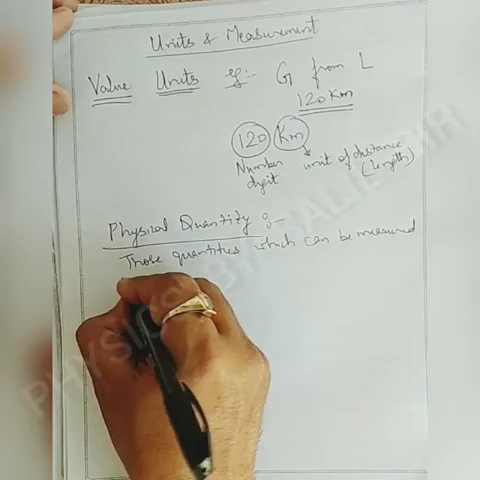 Units & Measurement
Value Units eg:- G from L
120 Km
120 Km
Number unit of distance
digit (Length)
Physical Quantity :-
Those quantities which can be measured